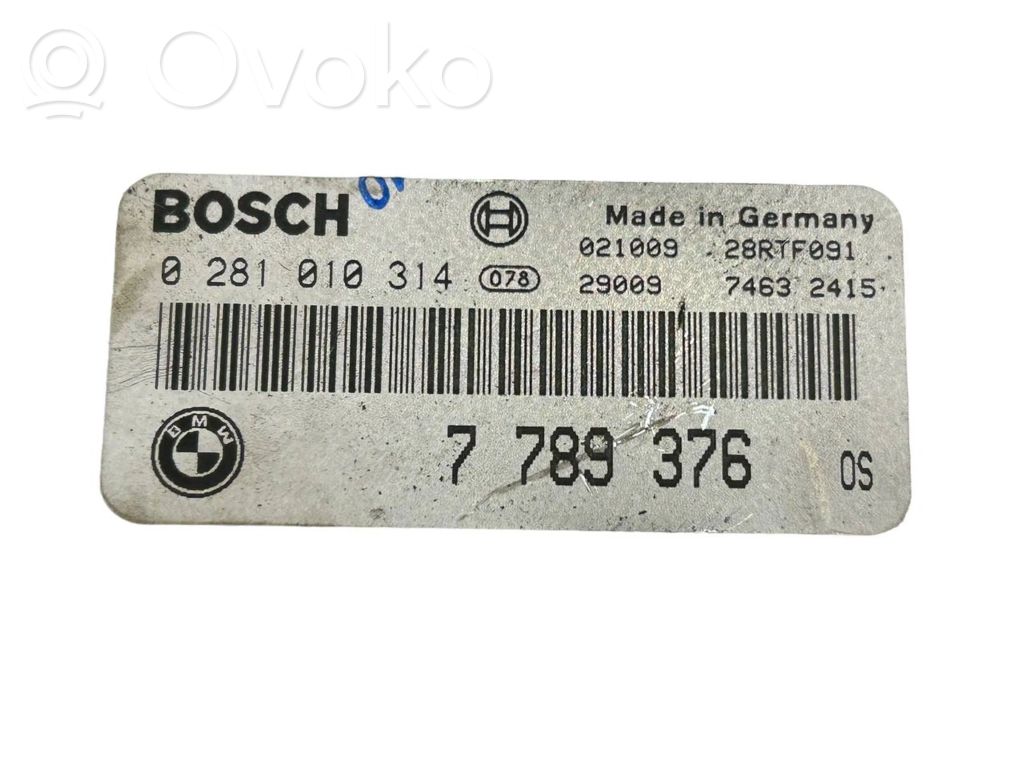 Ovoko
BOSCH
Made in Germany
021009 28RTF091
0 281 010 314 078 29009 7463 2415
BMW
7 789 376 OS